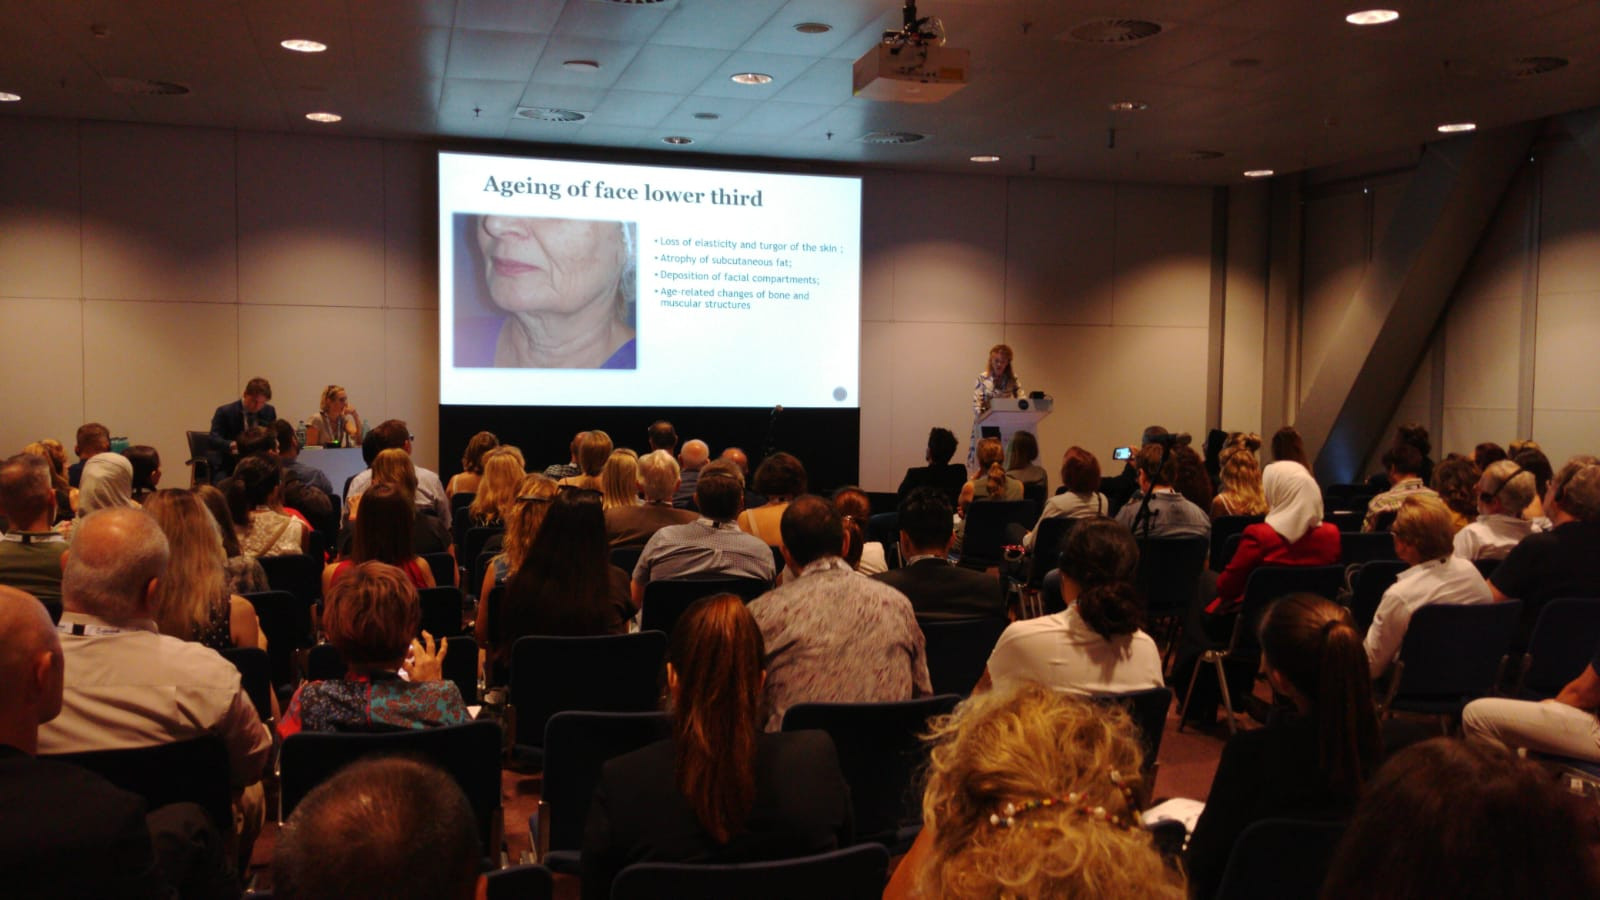 Ageing of face lower third
• Loss of elasticity and turgor of the skin ;
• Atrophy of subcutaneous fat;
• Deposition of facial compartments;
• Age-related changes of bone and
muscular structures